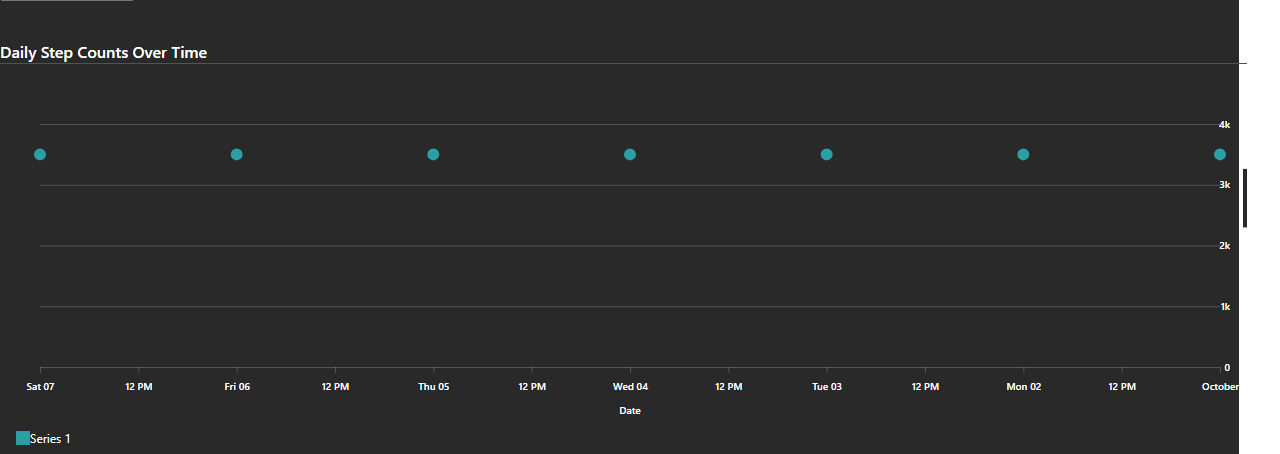 Daily Step Counts Over Time
4k
3k
2k
1k
0
Sat 07 12 PM Fri 06 12 PM Thu 05 12 PM Wed 04 12 PM Tue 03 12 PM Mon 02 12 PM October
Date
Series 1